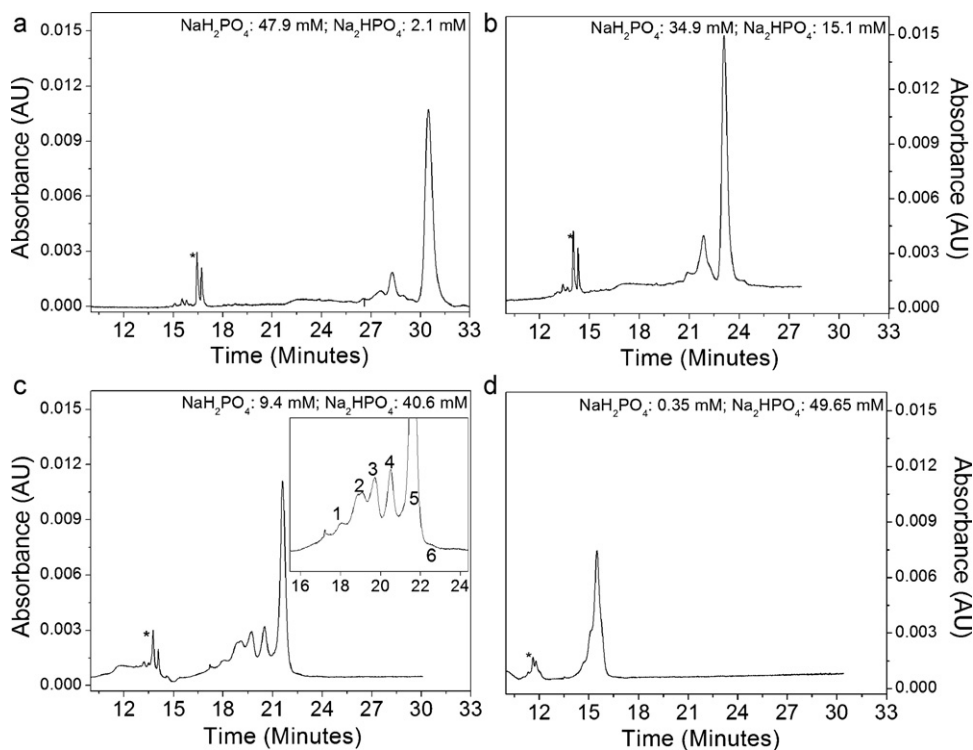 a
NaH₂PO₄: 47.9 mM; Na₂HPO₄: 2.1 mM
Absorbance (AU)
0.015
0.012
0.009
0.006
0.003
0.000
*
12 15 18 21 24 27 30 33
Time (Minutes)
b
NaH₂PO₄: 34.9 mM; Na₂HPO₄: 15.1 mM
*
0.015
0.012
0.009
0.006
0.003
0.000
Absorbance (AU)
12 15 18 21 24 27 30 33
Time (Minutes)
c
NaH₂PO₄: 9.4 mM; Na₂HPO₄: 40.6 mM
Absorbance (AU)
0.015
0.012
0.009
0.006
0.003
0.000
*
1 2 3 4 5 6
16 18 20 22 24
12 15 18 21 24 27 30 33
Time (Minutes)
d
NaH₂PO₄: 0.35 mM; Na₂HPO₄: 49.65 mM
*
0.015
0.012
0.009
0.006
0.003
0.000
Absorbance (AU)
12 15 18 21 24 27 30 33
Time (Minutes)